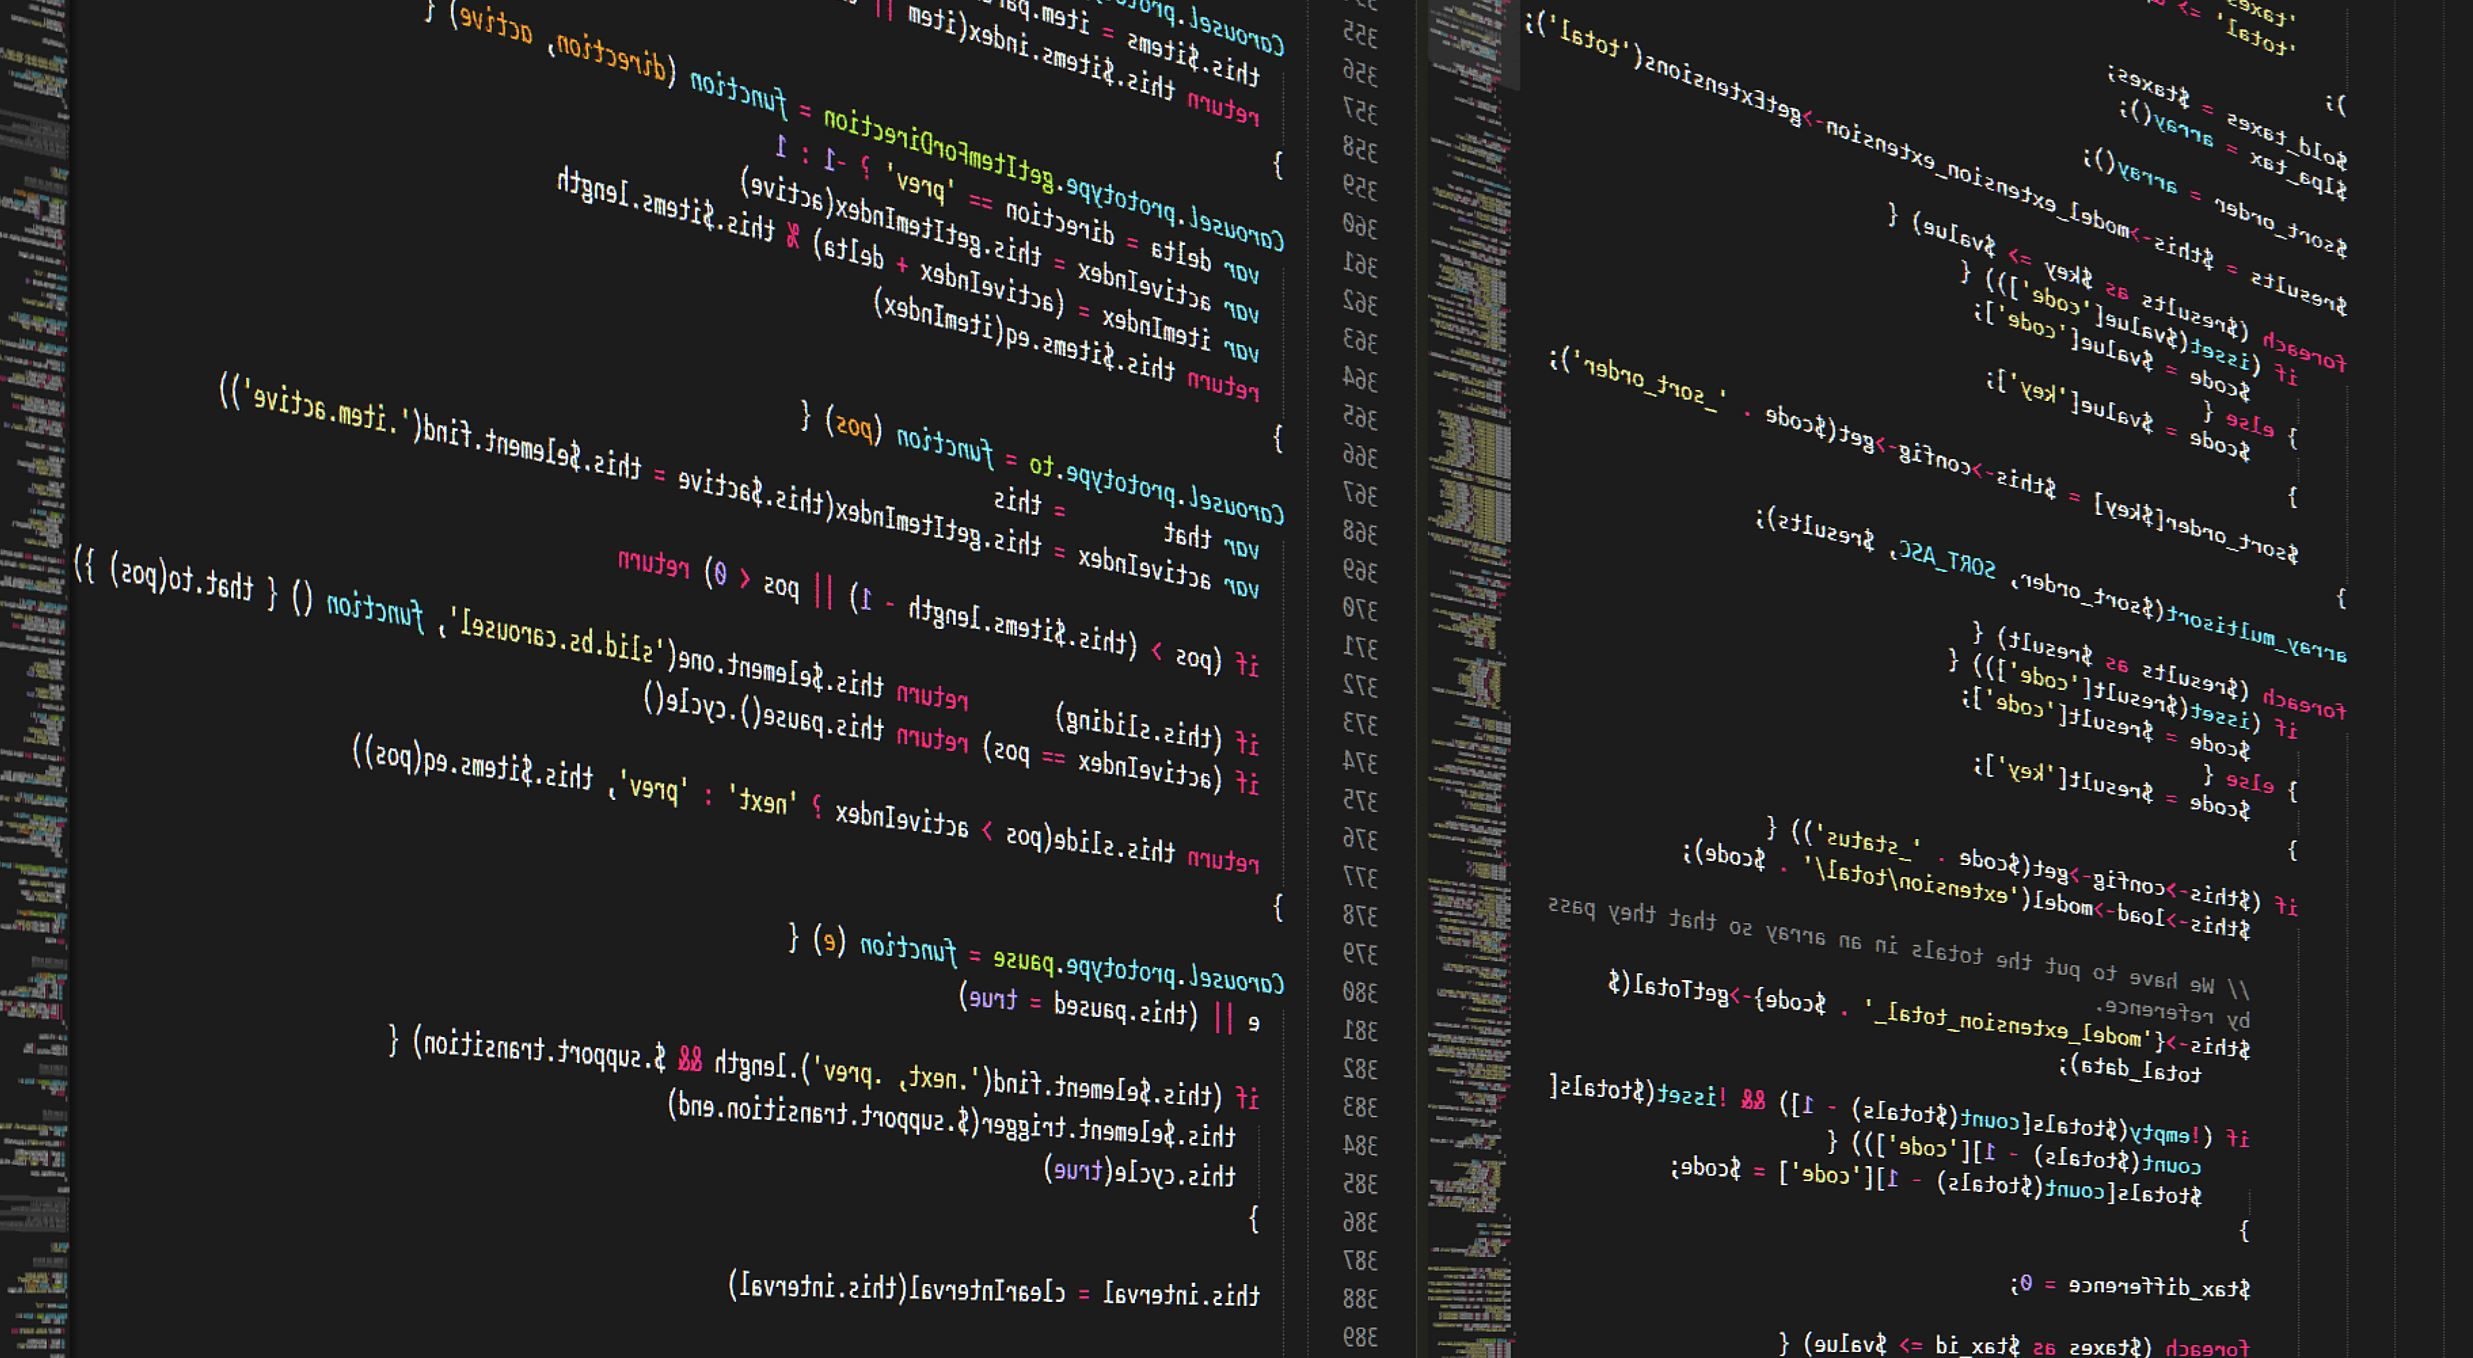 Carousel.prototype.
this.$items = item.
return this.$items.index(item ||
}
Carousel.prototype.getItemForDirection = function (direction, active) {
var delta = direction == 'prev' ? -1 : 1
var activeIndex = this.getItemIndex(active)
var itemIndex = (activeIndex + delta) % this.$items.length
return this.$items.eq(itemIndex)
}
Carousel.prototype.to = function (pos) {
var that = this
var activeIndex = this.getItemIndex(this.$active = this.$element.find('.item.active'))
if (pos > (this.$items.length - 1) || pos < 0) return
if (this.sliding) return this.$element.one('slid.bs.carousel', function () { that.to(pos) })
if (activeIndex == pos) return this.pause().cycle()
return this.slide(pos > activeIndex ? 'next' : 'prev', this.$items.eq(pos))
}
Carousel.prototype.pause = function (e) {
e || (this.paused = true)
if (this.$element.find('.next, .prev').length && $.support.transition) {
this.$element.trigger($.support.transition.end)
this.cycle(true)
}
this.interval = clearInterval(this.interval)
355
356
357
358
359
360
361
362
363
364
365
366
367
368
369
370
371
372
373
374
375
376
377
378
379
380
381
382
383
384
385
386
387
388
389
'taxes' =>
'total'
);
$old_taxes = $taxes;
$lpa_tax = array();
$sort_order = array();
$results = $this->model_extension_extension->getExtensions('total');
foreach ($results as $key => $value) {
if (isset($value['code'])) {
$code = $value['code'];
} else {
$code = $value['key'];
}
$sort_order[$key] = $this->config->get($code . '_sort_order');
}
array_multisort($sort_order, SORT_ASC, $results);
foreach ($results as $result) {
if (isset($result['code'])) {
$code = $result['code'];
} else {
$code = $result['key'];
}
if ($this->config->get($code . '_status')) {
$this->load->model('extension/total/' . $code);
// We have to put the totals in an array so that they pass
by reference.
$this->{'model_extension_total_' . $code}->getTotal($
total_data);
if (!empty($totals[count($totals) - 1]) && !isset($totals[
count($totals) - 1]['code'])) {
$totals[count($totals) - 1]['code'] = $code;
}
$tax_difference = 0;
foreach ($taxes as $tax_id => $value) {